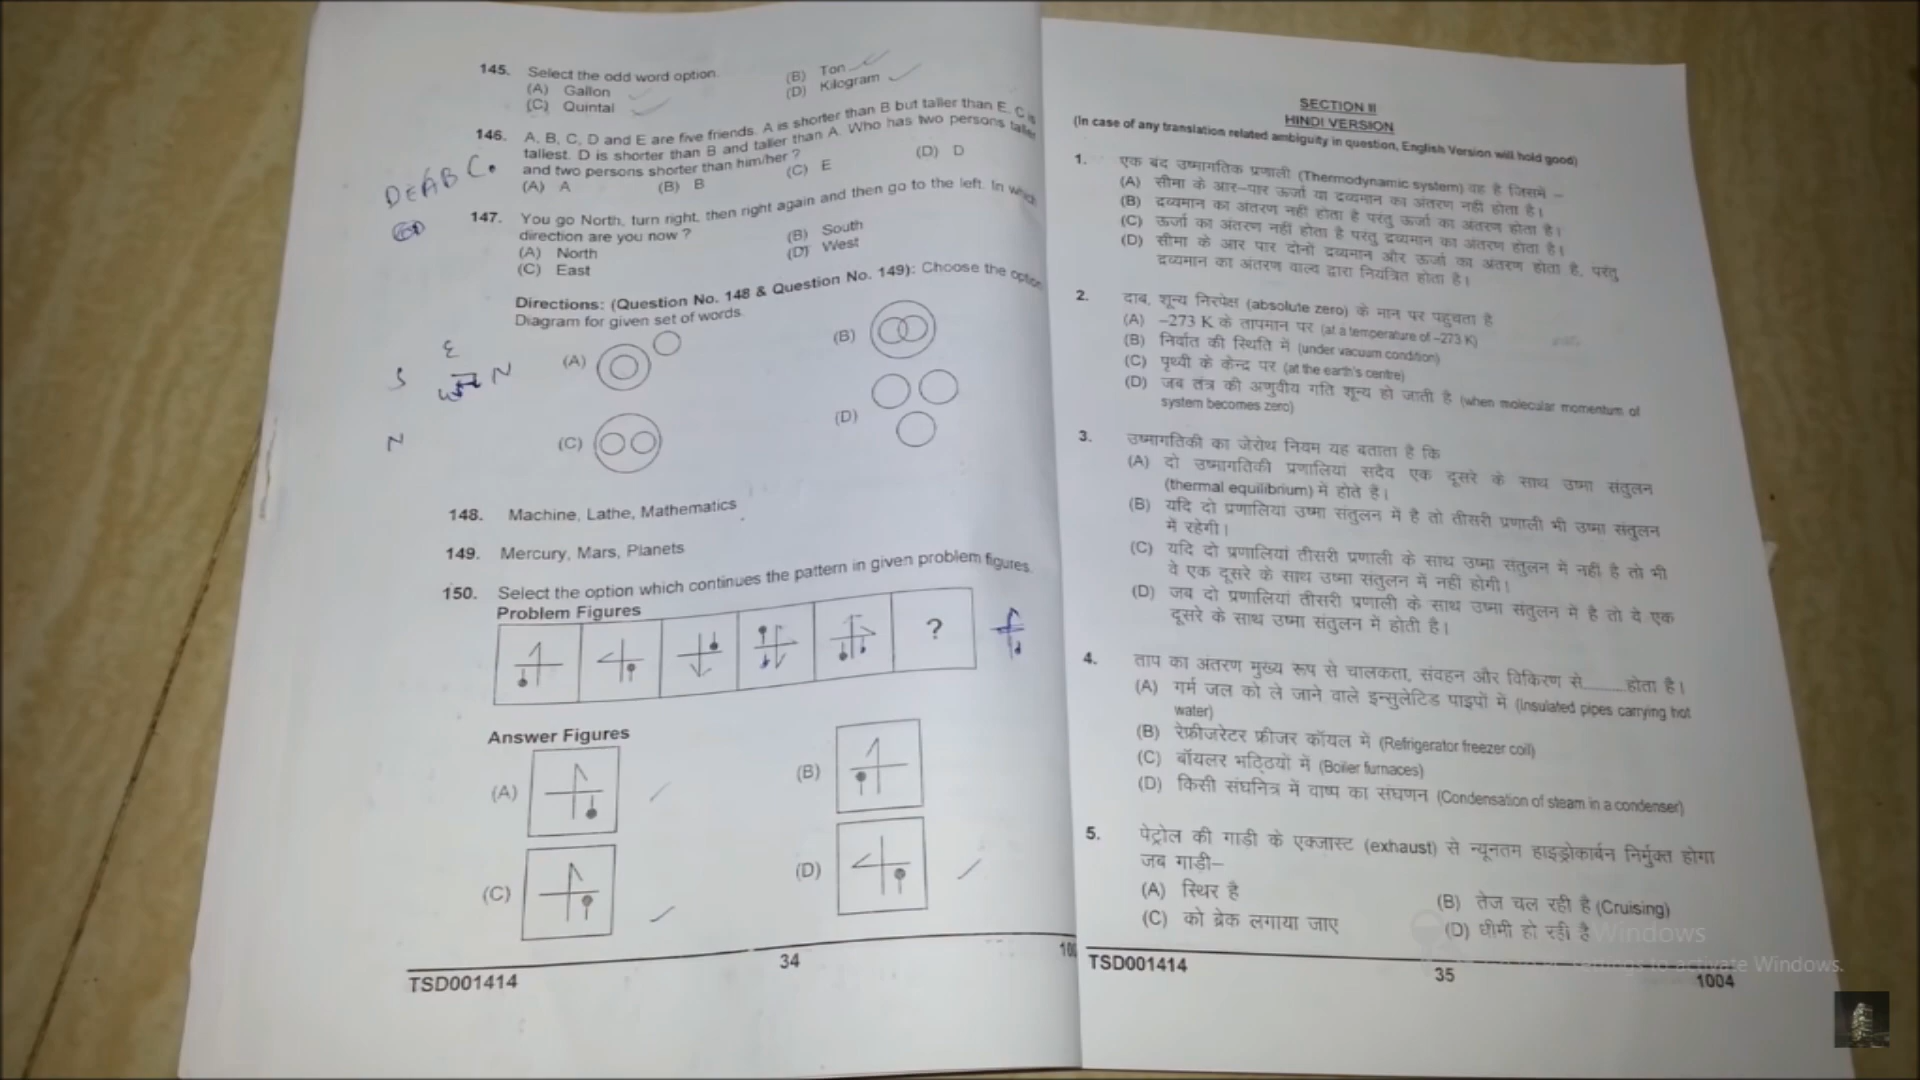 145. Select the odd word option.
(A) Gallon (B) Ton
(C) Quintal (D) Kilogram
146. A, B, C, D and E are five friends. A is shorter than B but taller than E. C is
tallest. D is shorter than B and taller than A. Who has two persons taller
and two persons shorter than him/her ?
(A) A (B) B (C) E (D) D
DEABC.
147. You go North, turn right, then right again and then go to the left. In which
direction are you now ?
(A) North (B) South
(C) East (D) West
Directions: (Question No. 148 & Question No. 149): Choose the option
Diagram for given set of words.
(A) (B)
(C) (D)
E
S N
N
148. Machine, Lathe, Mathematics
149. Mercury, Mars, Planets
150. Select the option which continues the pattern in given problem figures.
Problem Figures
?
Answer Figures
(A) (B)
(C) (D)
34
TSD001414
SECTION II
HINDI VERSION
(In case of any translation related ambiguity in question, English Version will hold good)
1. एक बंद उष्मागतिक प्रणाली (Thermodynamic system) वह है जिसमें –
(A) सीमा के आर–पार ऊर्जा या द्रव्यमान का अंतरण नहीं होता है।
(B) द्रव्यमान का अंतरण नहीं होता है परंतु ऊर्जा का अंतरण होता है।
(C) ऊर्जा का अंतरण नहीं होता है परंतु द्रव्यमान का अंतरण होता है।
(D) सीमा के आर पार दोनों द्रव्यमान और ऊर्जा का अंतरण होता है, परंतु
द्रव्यमान का अंतरण वाल्व द्वारा नियंत्रित होता है।
2. दाब, शून्य निरपेक्ष (absolute zero) के मान पर पहुचता है
(A) –273 K के तापमान पर (at a temperature of –273 K)
(B) निर्वात की स्थिति में (under vacuum condition)
(C) पृथ्वी के केन्द पर (at the earth's centre)
(D) जब तंत्र की अणुवीय गति शून्य हो जाती है (when molecular momentum of
system becomes zero)
3. उष्मागतिकी का जेरोथ नियम यह बताता है कि
(A) दो उष्मागतिकी प्रणालियां सदैव एक दूसरे के साथ उष्मा संतुलन
(thermal equilibrium) में होते है।
(B) यदि दो प्रणालियां उष्मा संतुलन में है तो तीसरी प्रणाली भी उष्मा संतुलन
में रहेगी।
(C) यदि दो प्रणालियां तीसरी प्रणाली के साथ उष्मा संतुलन में नहीं है तो भी
वे एक दूसरे के साथ उष्मा संतुलन में नहीं होगी।
(D) जब दो प्रणालियां तीसरी प्रणाली के साथ उष्मा संतुलन में है तो वे एक
दूसरे के साथ उष्मा संतुलन में होती है।
4. ताप का अंतरण मुख्य रूप से चालकता, संवहन और विकिरण से........होता है।
(A) गर्म जल को ले जाने वाले इन्सुलेटिड पाइपों में (Insulated pipes carrying hot
water)
(B) रेफ्रीजरेटर फ्रीजर कॉयल में (Refrigerator freezer coil)
(C) बॉयलर भटि्ठयों में (Boiler furnaces)
(D) किसी संघनित्र में वाष्प का संघणन (Condensation of steam in a condenser)
5. पेट्रोल की गाड़ी के एक्जास्ट (exhaust) से न्यूनतम हाइड्रोकार्बन निर्मुक्त होगा
जब गाड़ी–
(A) स्थिर है (B) तेज चल रही है (Cruising)
(C) को ब्रेक लगाया जाए (D) धीमी हो रही है
TSD001414 35 1004
Windows
to activate Windows.